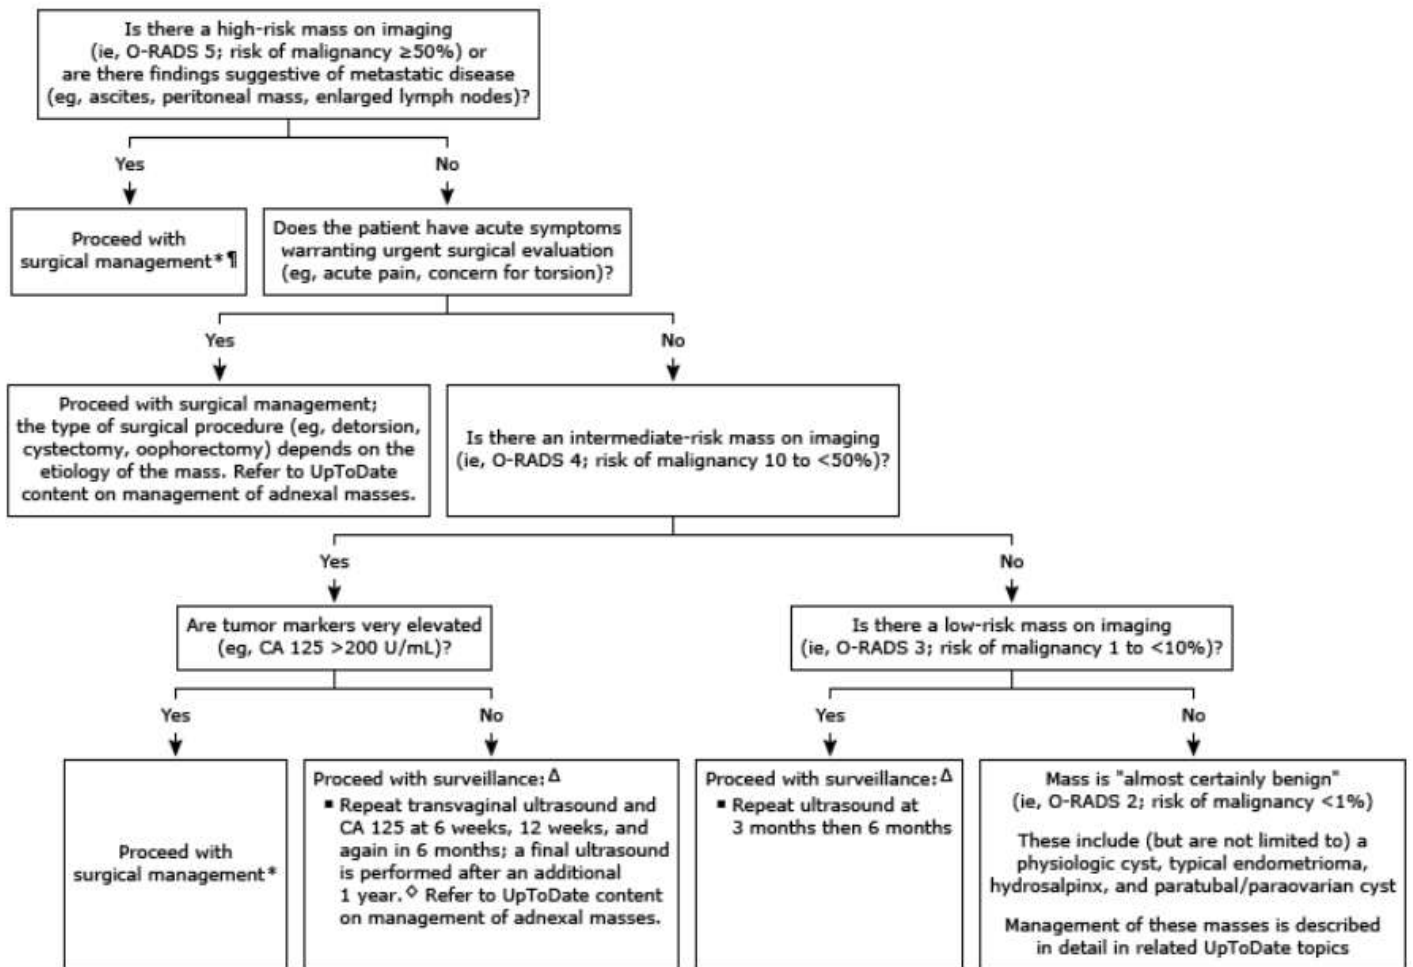 Is there a high-risk mass on imaging
(ie, O-RADS 5; risk of malignancy ≥50%) or
are there findings suggestive of metastatic disease
(eg, ascites, peritoneal mass, enlarged lymph nodes)?
Yes
No
Proceed with
surgical management*¶
Does the patient have acute symptoms
warranting urgent surgical evaluation
(eg, acute pain, concern for torsion)?
Yes
No
Proceed with surgical management;
the type of surgical procedure (eg, detorsion,
cystectomy, oophorectomy) depends on the
etiology of the mass. Refer to UpToDate
content on management of adnexal masses.
Is there an intermediate-risk mass on imaging
(ie, O-RADS 4; risk of malignancy 10 to <50%)?
Yes
No
Are tumor markers very elevated
(eg, CA 125 >200 U/mL)?
Is there a low-risk mass on imaging
(ie, O-RADS 3; risk of malignancy 1 to <10%)?
Yes
No
Yes
No
Proceed with
surgical management*
Proceed with surveillance:Δ
▪ Repeat transvaginal ultrasound and
CA 125 at 6 weeks, 12 weeks, and
again in 6 months; a final ultrasound
is performed after an additional
1 year.◇ Refer to UpToDate content
on management of adnexal masses.
Proceed with surveillance:Δ
▪ Repeat ultrasound at
3 months then 6 months
Mass is "almost certainly benign"
(ie, O-RADS 2; risk of malignancy <1%)
These include (but are not limited to) a
physiologic cyst, typical endometrioma,
hydrosalpinx, and paratubal/paraovarian cyst
Management of these masses is described
in detail in related UpToDate topics